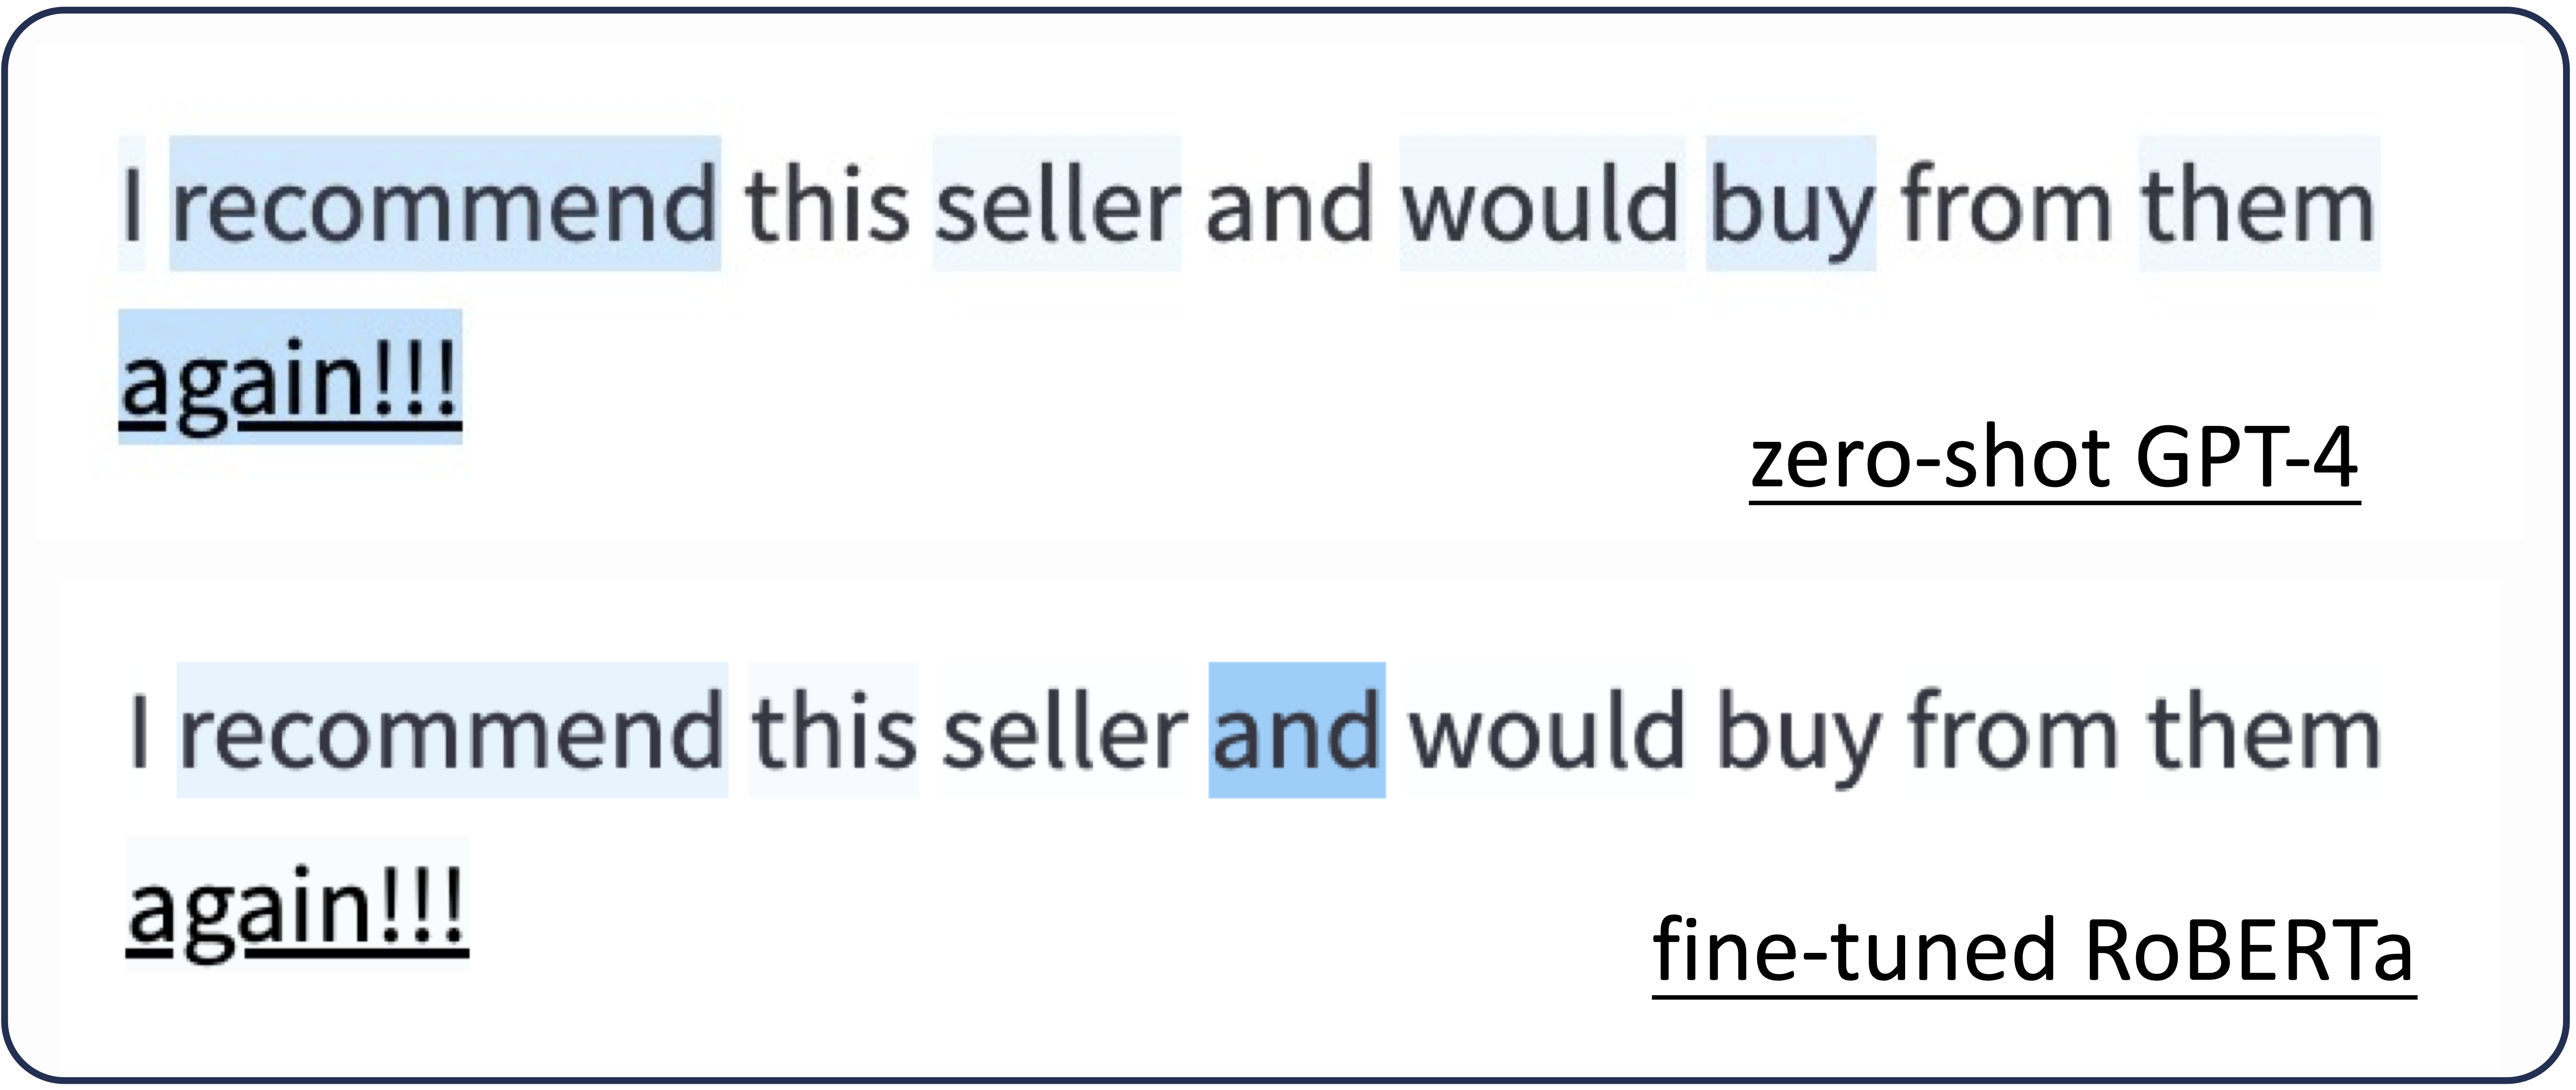 I recommend this seller and would buy from them
again!!!
zero-shot GPT-4
I recommend this seller and would buy from them
again!!!
fine-tuned RoBERTa